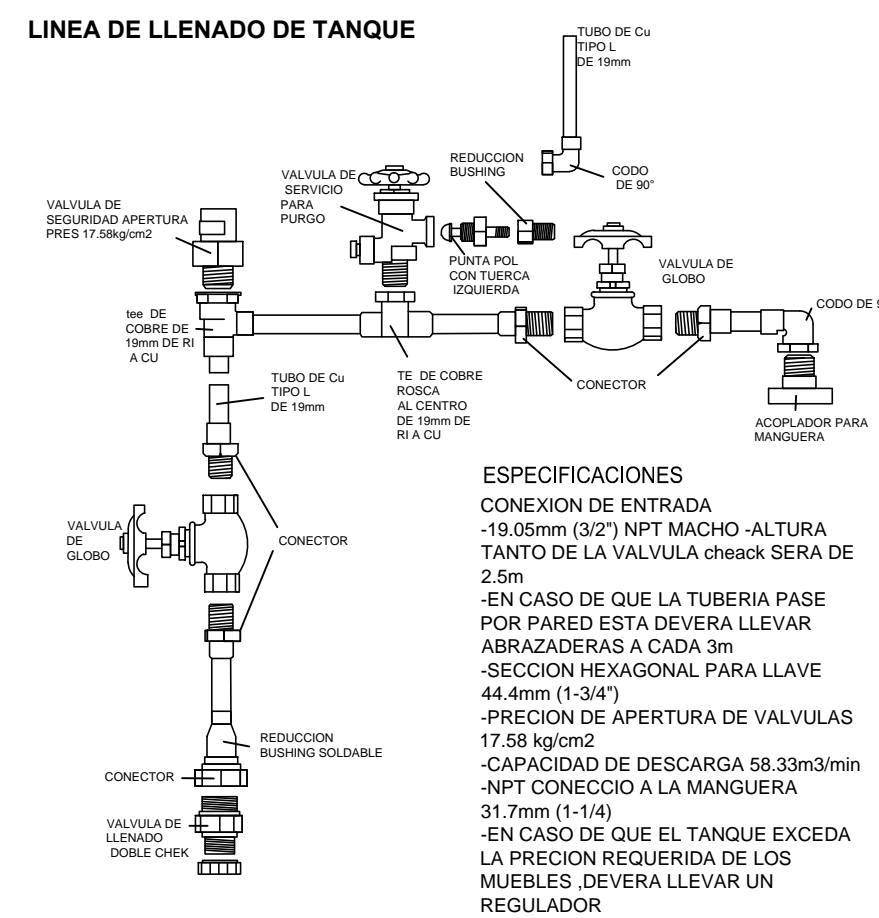 LINEA DE LLENADO DE TANQUE
TUBO DE Cu
TIPO L
DE 19mm
REDUCCION
BUSHING
CODO
DE 90°
VALVULA DE
SERVICIO
PARA
PURGO
VALVULA DE
SEGURIDAD APERTURA
PRES 17.58kg/cm2
PUNTA POL
CON TUERCA
IZQUIERDA
VALVULA DE
GLOBO
CODO DE 9
tee DE
COBRE DE
19mm DE RI
A CU
TUBO DE Cu
TIPO L
DE 19mm
TE DE COBRE
ROSCA
AL CENTRO
DE 19mm DE
RI A CU
CONECTOR
ACOPLADOR PARA
MANGUERA
VALVULA
DE
GLOBO
CONECTOR
REDUCCION
BUSHING SOLDABLE
CONECTOR
VALVULA DE
LLENADO
DOBLE CHEK
ESPECIFICACIONES
CONEXION DE ENTRADA
-19.05mm (3/2") NPT MACHO -ALTURA
TANTO DE LA VALVULA cheack SERA DE
2.5m
-EN CASO DE QUE LA TUBERIA PASE
POR PARED ESTA DEVERA LLEVAR
ABRAZADERAS A CADA 3m
-SECCION HEXAGONAL PARA LLAVE
44.4mm (1-3/4")
-PRECION DE APERTURA DE VALVULAS
17.58 kg/cm2
-CAPACIDAD DE DESCARGA 58.33m3/min
-NPT CONECCIO A LA MANGUERA
31.7mm (1-1/4)
-EN CASO DE QUE EL TANQUE EXCEDA
LA PRECION REQUERIDA DE LOS
MUEBLES ,DEVERA LLEVAR UN
REGULADOR